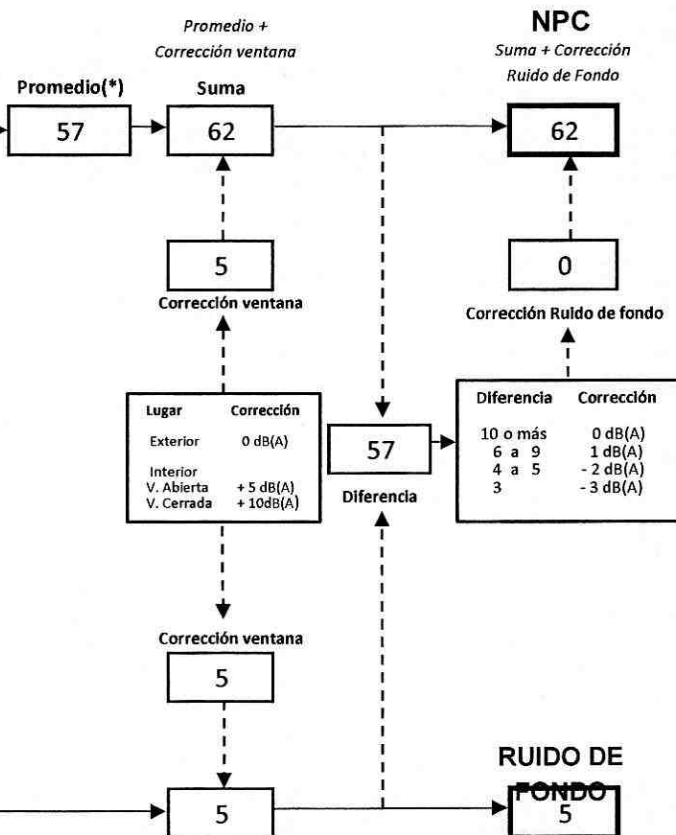 Promedio +
Corrección ventana
NPC
Suma + Corrección
Ruido de Fondo
Promedio(*)
Suma
57
62
62
5
0
Corrección ventana
Corrección Ruido de fondo
Lugar Corrección
Exterior 0 dB(A)
Interior
V. Abierta + 5 dB(A)
V. Cerrada + 10dB(A)
57
Diferencia
Diferencia Corrección
10 o más 0 dB(A)
6 a 9 1 dB(A)
4 a 5 - 2 dB(A)
3 - 3 dB(A)
Corrección ventana
5
RUIDO DE
FONDO
5
5